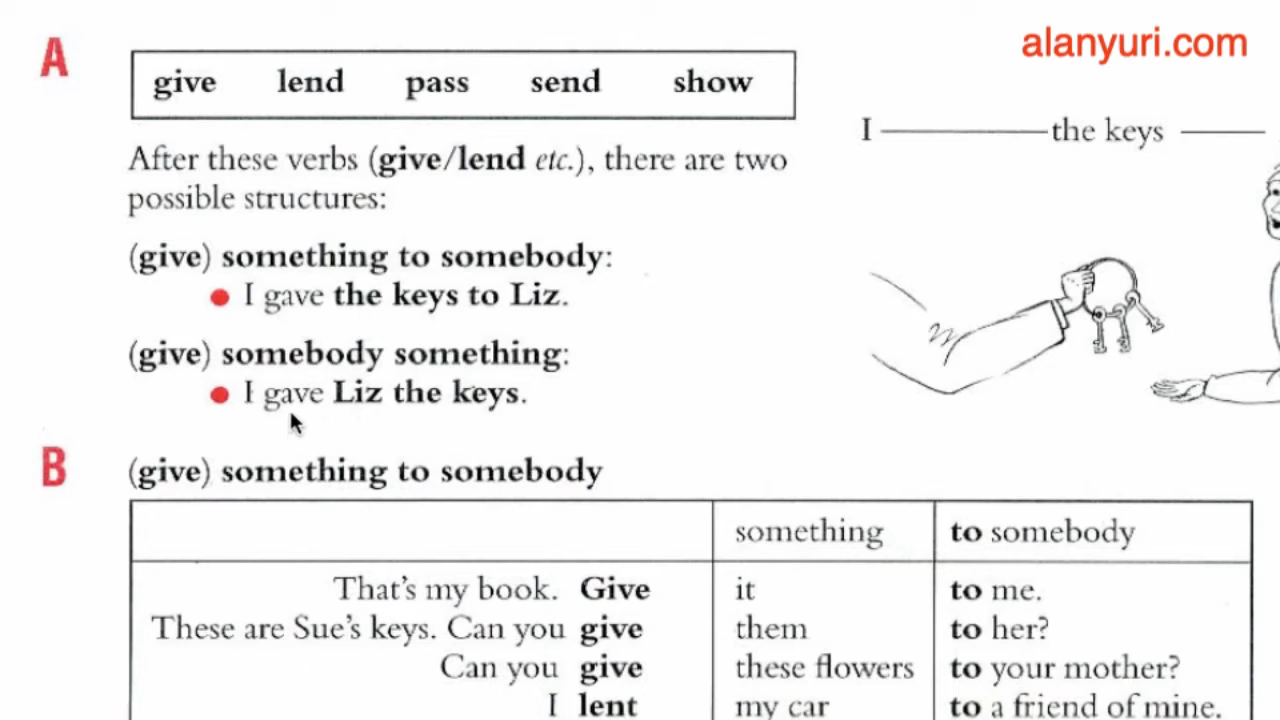 alanyuri.com
A
give lend pass send show
After these verbs (give/lend etc.), there are two
possible structures:
(give) something to somebody:
● I gave the keys to Liz.
(give) somebody something:
● I gave Liz the keys.
I ——— the keys ———
B
(give) something to somebody
something to somebody
That's my book. Give it to me.
These are Sue's keys. Can you give them to her?
Can you give these flowers to your mother?
I lent my car to a friend of mine.